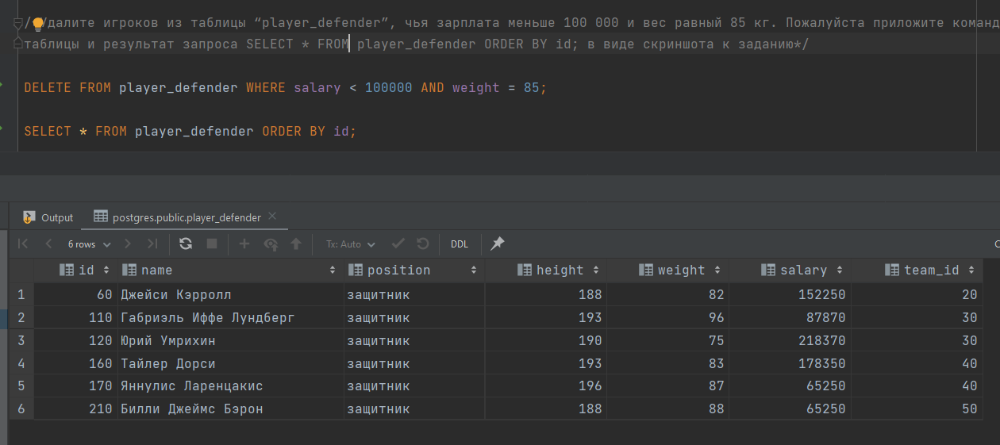 далите игроков из таблицы “player_defender”, чья зарплата меньше 100 000 и вес равный 85 кг. Пожалуйста приложите команд
таблицы и результат запроса SELECT * FROM player_defender ORDER BY id; в виде скриншота к заданию*/
DELETE FROM player_defender WHERE salary < 100000 AND weight = 85;
SELECT * FROM player_defender ORDER BY id;
Output postgres.public.player_defender
6 rows Tx: Auto DDL
id name position height weight salary team_id
1 60 Джейси Кэрролл защитник 188 82 152250 20
2 110 Габриэль Иффе Лундберг защитник 193 96 87870 30
3 120 Юрий Умрихин защитник 190 75 218370 30
4 160 Тайлер Дорси защитник 193 83 178350 40
5 170 Яннулис Ларенцакис защитник 196 87 65250 40
6 210 Билли Джеймс Бэрон защитник 188 88 65250 50